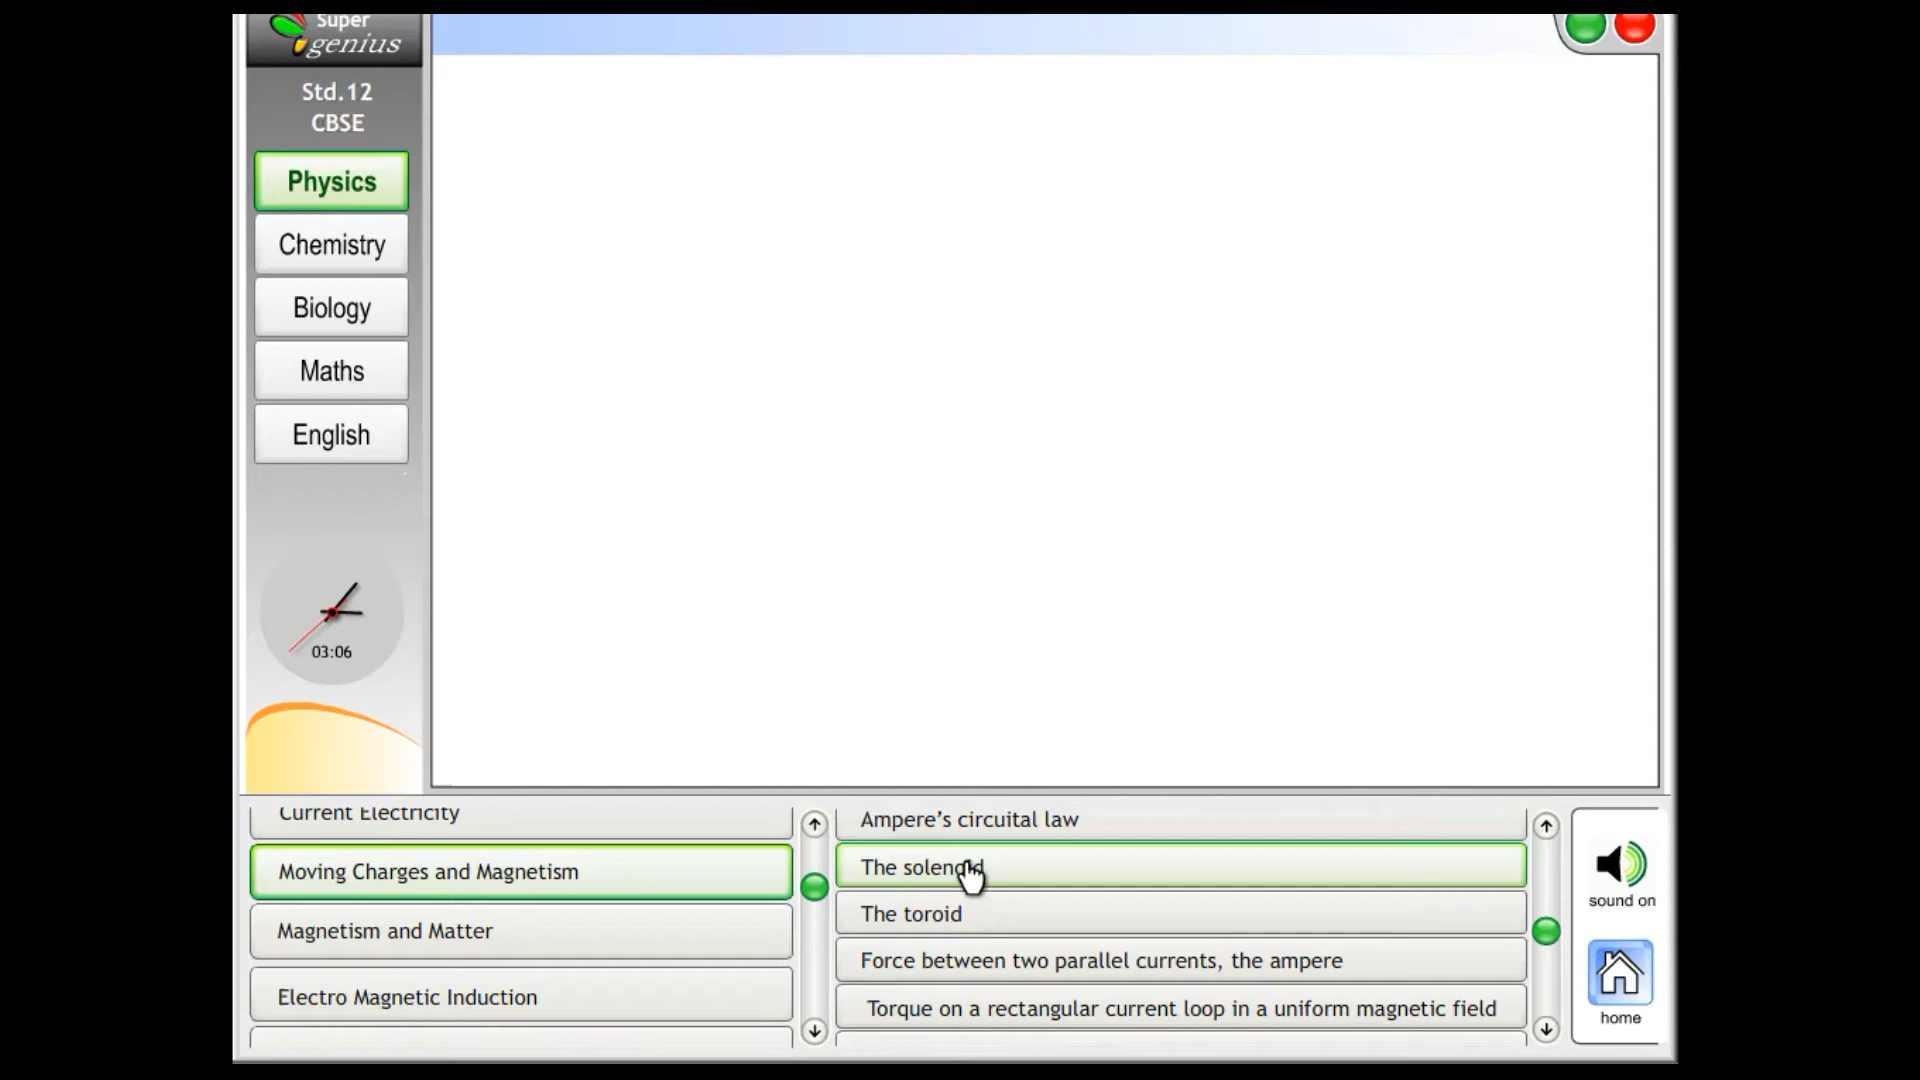 Super
genius
Std.12
CBSE
Physics
Chemistry
Biology
Maths
English
03:06
Current Electricity
Moving Charges and Magnetism
Magnetism and Matter
Electro Magnetic Induction
Ampere’s circuital law
The solenoid
The toroid
Force between two parallel currents, the ampere
Torque on a rectangular current loop in a uniform magnetic field
sound on
home